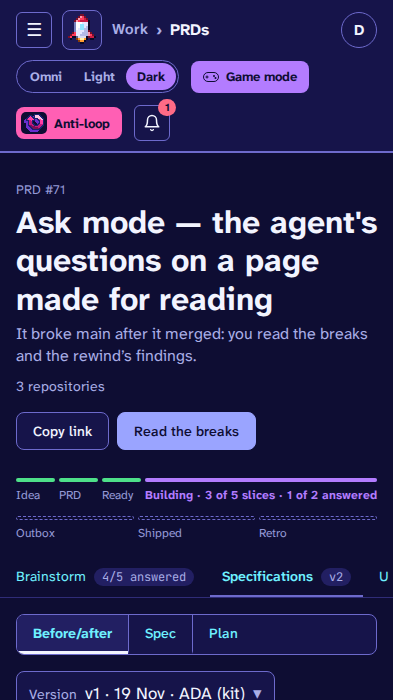 Work › PRDs
D
Omni Light Dark
Game mode
Anti-loop
1
PRD #71
Ask mode — the agent's
questions on a page
made for reading
It broke main after it merged: you read the breaks
and the rewind's findings.
3 repositories
Copy link
Read the breaks
Idea PRD Ready Building · 3 of 5 slices · 1 of 2 answered
Outbox Shipped Retro
Brainstorm 4/5 answered Specifications v2 U
Before/after Spec Plan
Version v1 · 19 Nov · ADA (kit) ▾